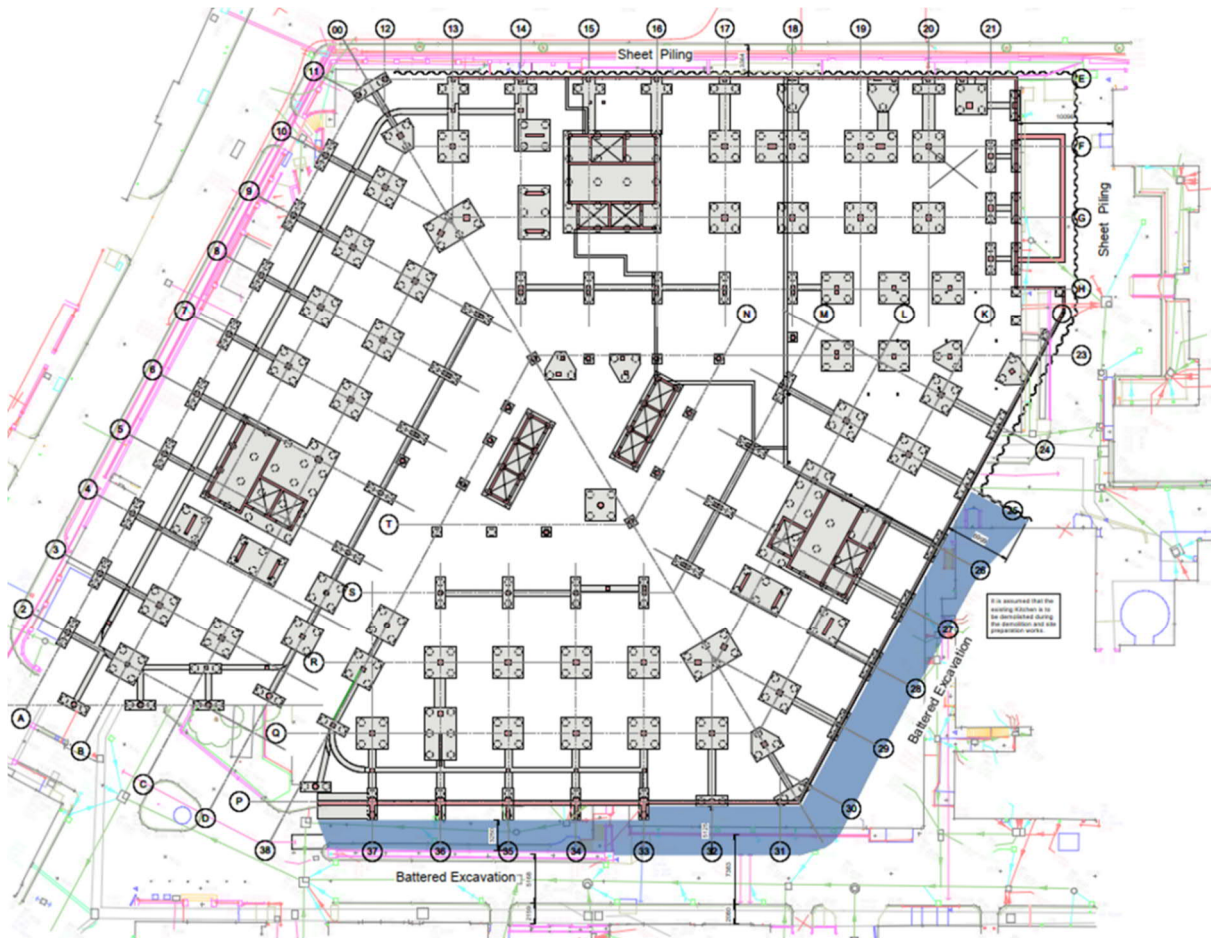 00
12
13
14
15
16
17
18
19
20
21
Sheet Piling
11
E
10
F
9
G
Sheet Piling
8
H
7
N
M
L
K
23
6
5
24
4
T
25
3
26
S
It is assumed that the
existing Kitchen is to
be demolished during
the demolition and site
preparation works.
2
27
R
28
Battered Excavation
A
Q
B
29
C
P
D
30
38
37
36
35
34
33
32
31
Battered Excavation